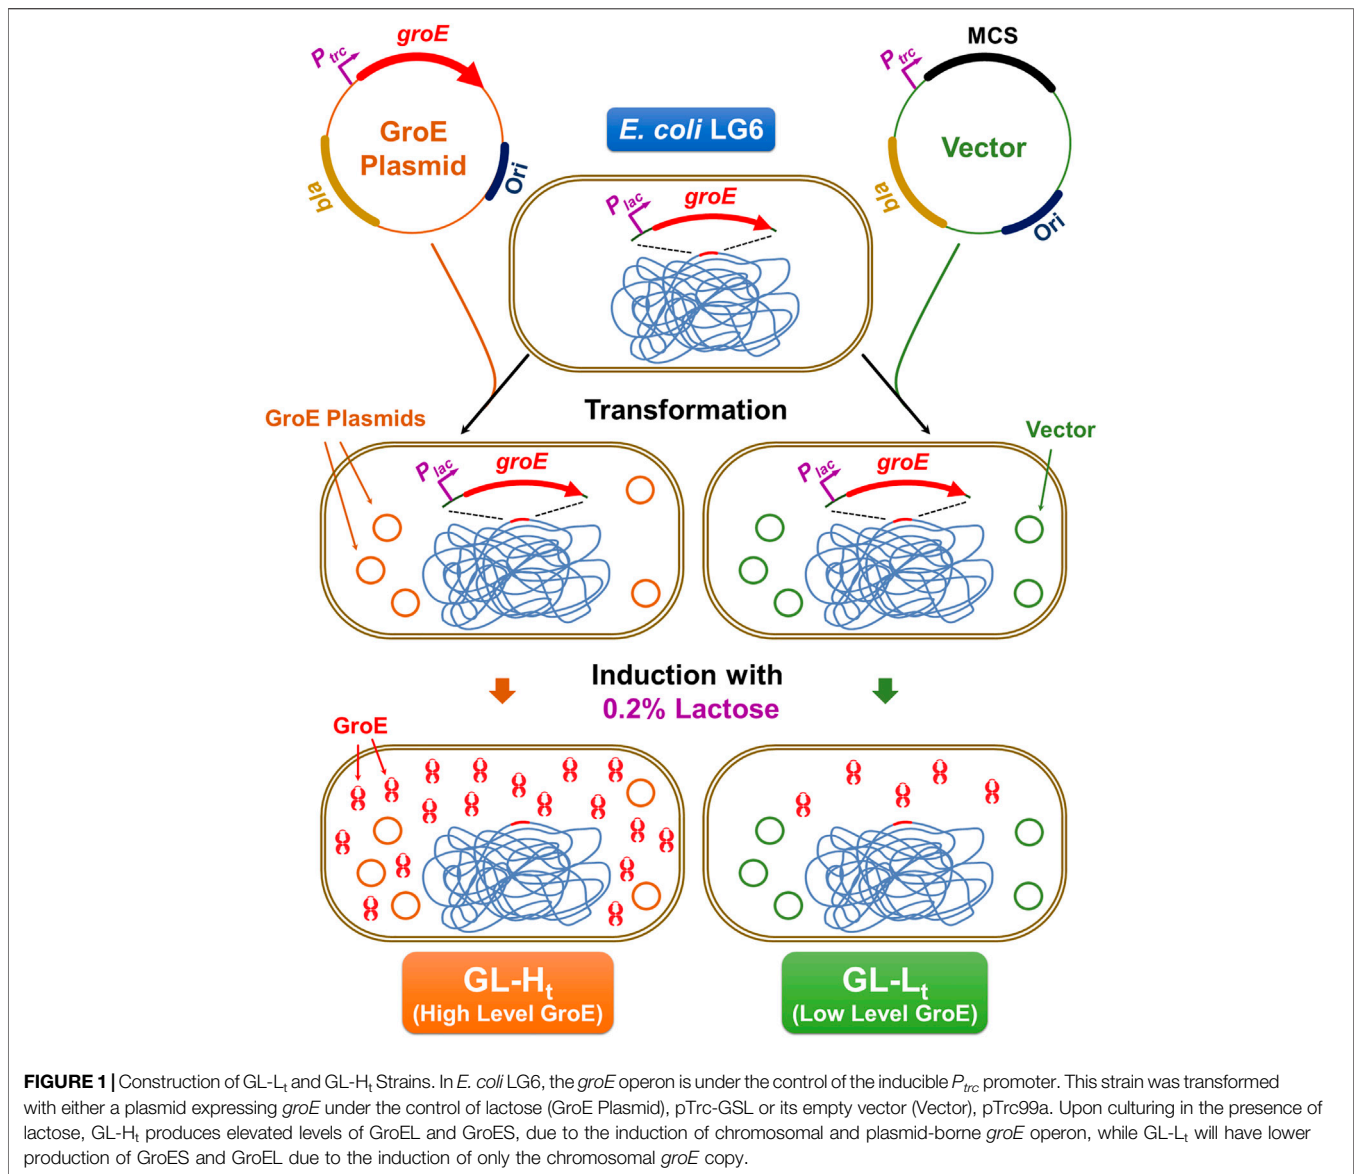 P trc
groE
GroE
Plasmid
bla
Ori
E. coli LG6
P trc
MCS
Vector
bla
Ori
P lac
groE
Transformation
GroE Plasmids
Vector
P lac
groE
P lac
groE
Induction with
0.2% Lactose
GroE
GL-Ht
(High Level GroE)
GL-Lt
(Low Level GroE)
FIGURE 1 | Construction of GL-Lt and GL-Ht Strains. In E. coli LG6, the groE operon is under the control of the inducible Ptrc promoter. This strain was transformed
with either a plasmid expressing groE under the control of lactose (GroE Plasmid), pTrc-GSL or its empty vector (Vector), pTrc99a. Upon culturing in the presence of
lactose, GL-Ht produces elevated levels of GroEL and GroES, due to the induction of chromosomal and plasmid-borne groE operon, while GL-Lt will have lower
production of GroES and GroEL due to the induction of only the chromosomal groE copy.